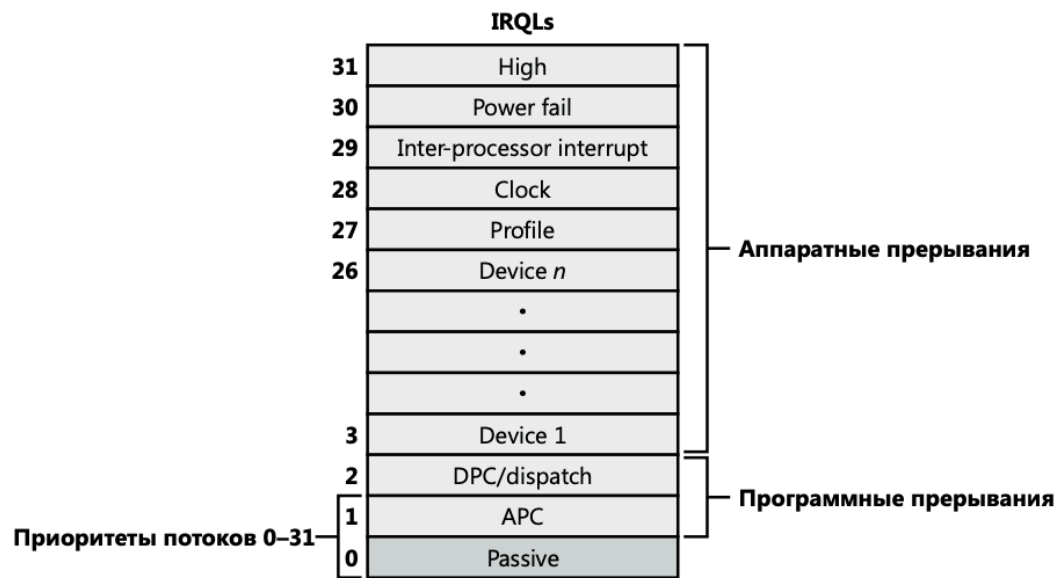 IRQLs
31 High
30 Power fail
29 Inter-processor interrupt
28 Clock
27 Profile
Аппаратные прерывания
26 Device n
3 Device 1
2 DPC/dispatch
Программные прерывания
1 APC
Приоритеты потоков 0–31
0 Passive